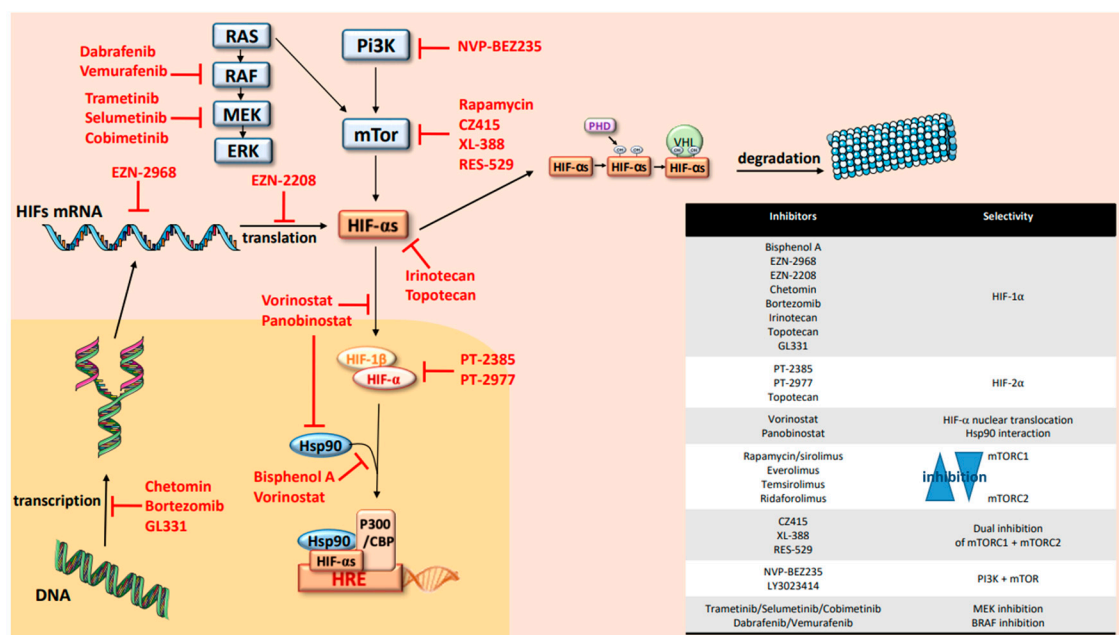 RAS
Pi3K
NVP-BEZ235
Dabrafenib
Vemurafenib
RAF
Trametinib
Selumetinib
Cobimetinib
MEK
ERK
mTor
Rapamycin
CZ415
XL-388
RES-529
PHD
OH
OH OH
VHL
OH OH
HIF-αs
HIF-αs
HIF-αs
degradation
EZN-2968
EZN-2208
HIFs mRNA
translation
HIF-αs
Irinotecan
Topotecan
Vorinostat
Panobinostat
HIF-1β
HIF-α
PT-2385
PT-2977
Hsp90
Bisphenol A
Vorinostat
transcription
Chetomin
Bortezomib
GL331
DNA
P300
/CBP
Hsp90
HIF-αs
HRE
Inhibitors Selectivity
Bisphenol A
EZN-2968
EZN-2208
Chetomin
Bortezomib
Irinotecan
Topotecan
GL331
HIF-1α
PT-2385
PT-2977
Topotecan
HIF-2α
Vorinostat
Panobinostat
HIF-α nuclear translocation
Hsp90 interaction
Rapamycin/sirolimus
Everolimus
Temsirolimus
Ridaforolimus
mTORC1
inhibition
mTORC2
CZ415
XL-388
RES-529
Dual inhibition
of mTORC1 + mTORC2
NVP-BEZ235
LY3023414
PI3K + mTOR
Trametinib/Selumetinib/Cobimetinib
Dabrafenib/Vemurafenib
MEK inhibition
BRAF inhibition